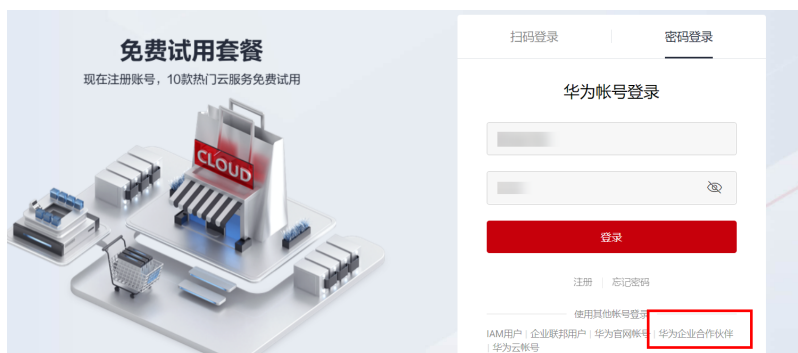 免费试用套餐
现在注册账号，10款热门云服务免费试用
CLOUD
扫码登录 密码登录
华为帐号登录
登录
注册 | 忘记密码
使用其他帐号登录
IAM用户 | 企业联邦用户 | 华为官网帐号 | 华为企业合作伙伴
| 华为云帐号